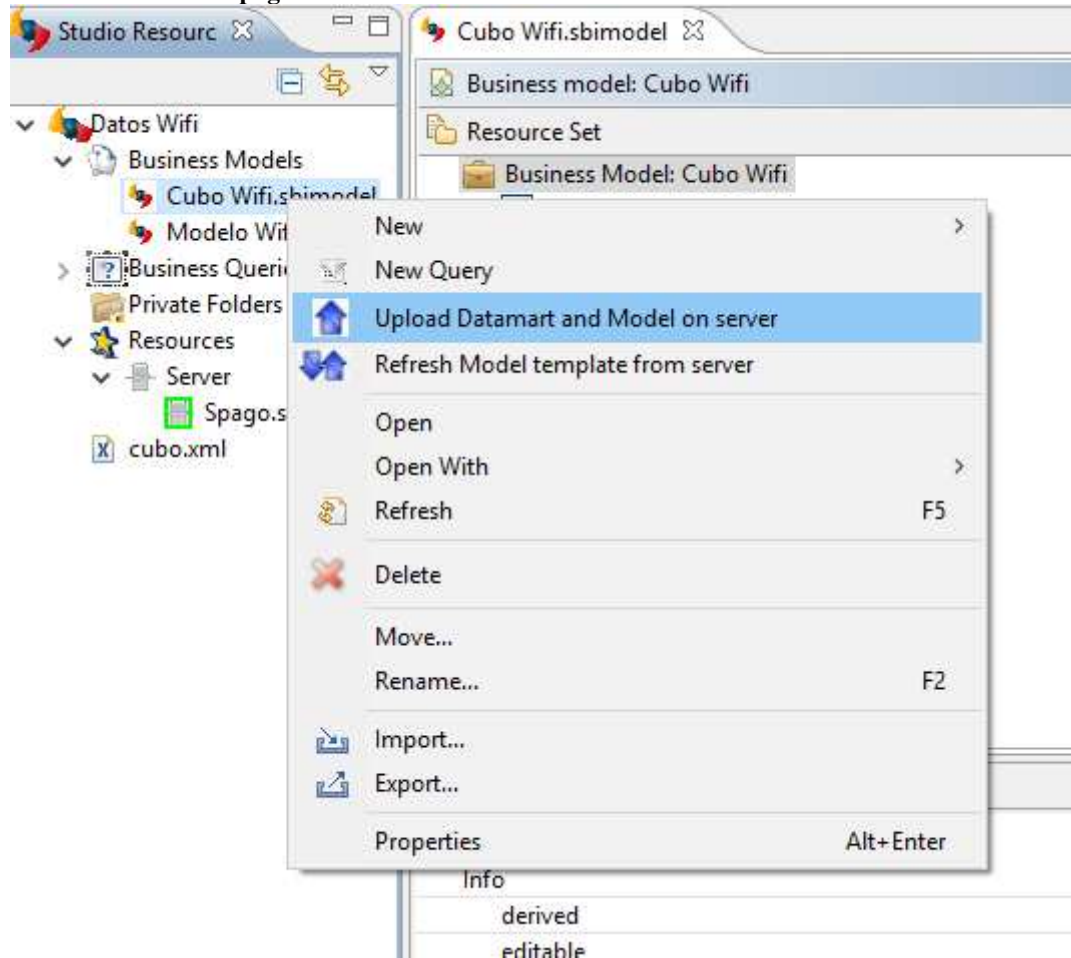 pag
Studio Resourc
Cubo Wifi.sbimodel
Business model: Cubo Wifi
Datos Wifi
Resource Set
Business Models
Business Model: Cubo Wifi
Cubo Wifi.sbimodel
Modelo Wif
Business Queri
Private Folders
Resources
Server
Spago.s
cubo.xml
New
New Query
Upload Datamart and Model on server
Refresh Model template from server
Open
Open With
Refresh F5
Delete
Move...
Rename... F2
Import...
Export...
Properties Alt+Enter
Info
derived
editable